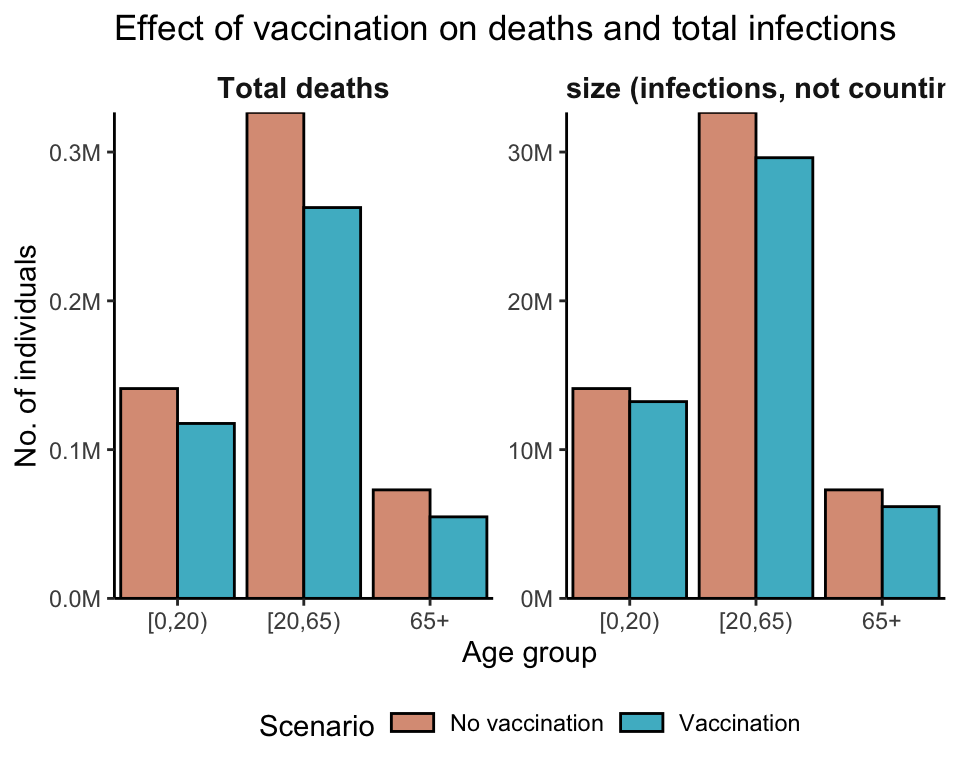 Effect of vaccination on deaths and total infections
Total deaths
size (infections, not countin
No. of individuals
0.3M
0.2M
0.1M
0.0M
[0,20)
[20,65)
65+
30M
20M
10M
0M
[0,20)
[20,65)
65+
Age group
Scenario
No vaccination
Vaccination